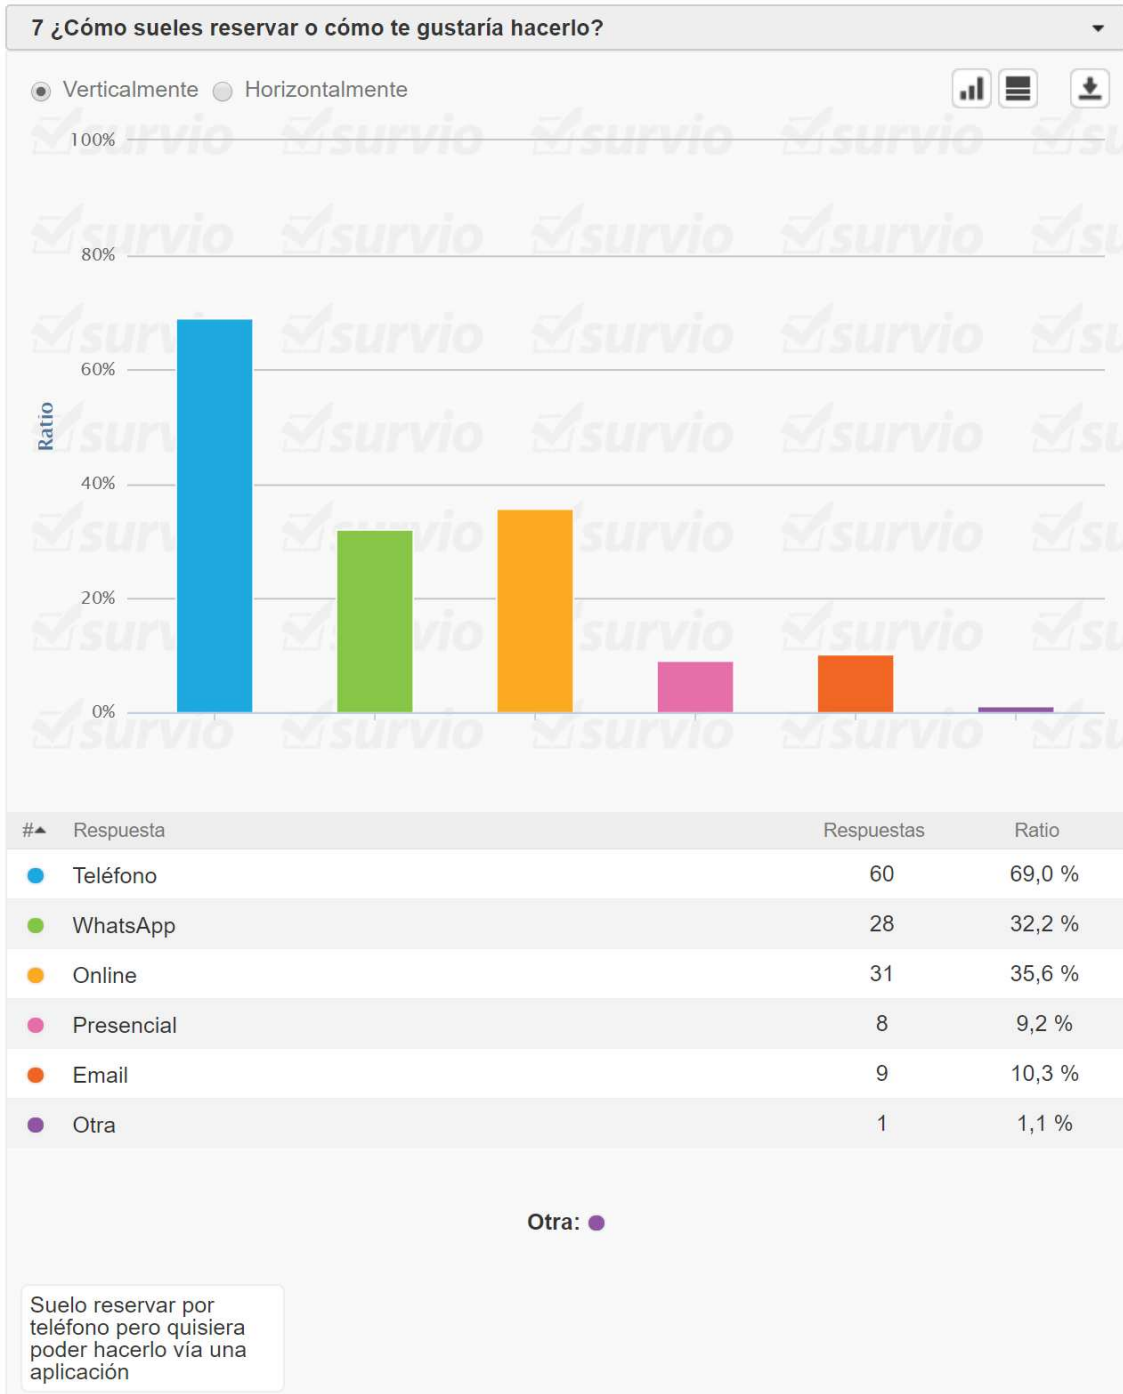 7 ¿Cómo sueles reservar o cómo te gustaría hacerlo?
Verticalmente Horizontalmente
100%
80%
60%
40%
20%
0%
Ratio
survio
#
Respuesta Respuestas Ratio
Teléfono 60 69,0 %
WhatsApp 28 32,2 %
Online 31 35,6 %
Presencial 8 9,2 %
Email 9 10,3 %
Otra 1 1,1 %
Otra:
Suelo reservar por
teléfono pero quisiera
poder hacerlo vía una
aplicación